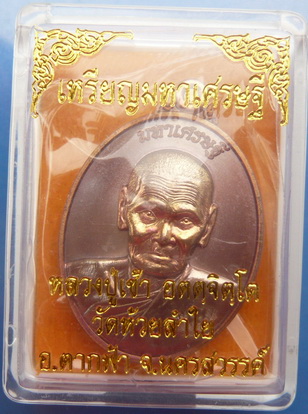 เหรียญมหาเศรษฐี
มหาเศรษฐี
หลวงปู่เช้า อตฺตจิตฺโต
วัดห้วยลำใย
อ.ตากฟ้า จ.นครสวรรค์